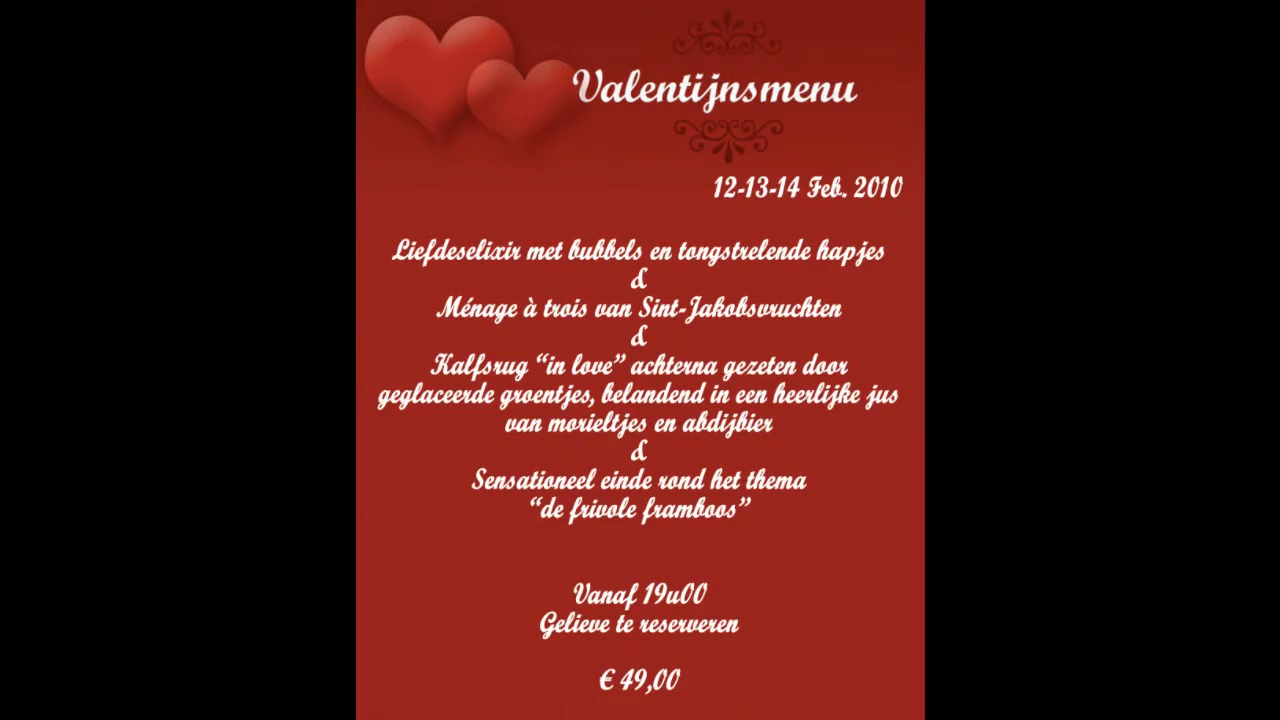 Valentijnsmenu
12-13-14 Feb. 2010
Liefdeselixir met bubbels en tongstrelende hapjes
&
Ménage à trois van Sint-Jakobsvruchten
&
Kalfsrug “in love” achterna gezeten door
geglaceerde groentjes, belandend in een heerlijke jus
van morieltjes en abdijbier
&
Sensationeel einde rond het thema
“de frivole framboos”
Vanaf 19u00
Gelieve te reserveren
€ 49,00